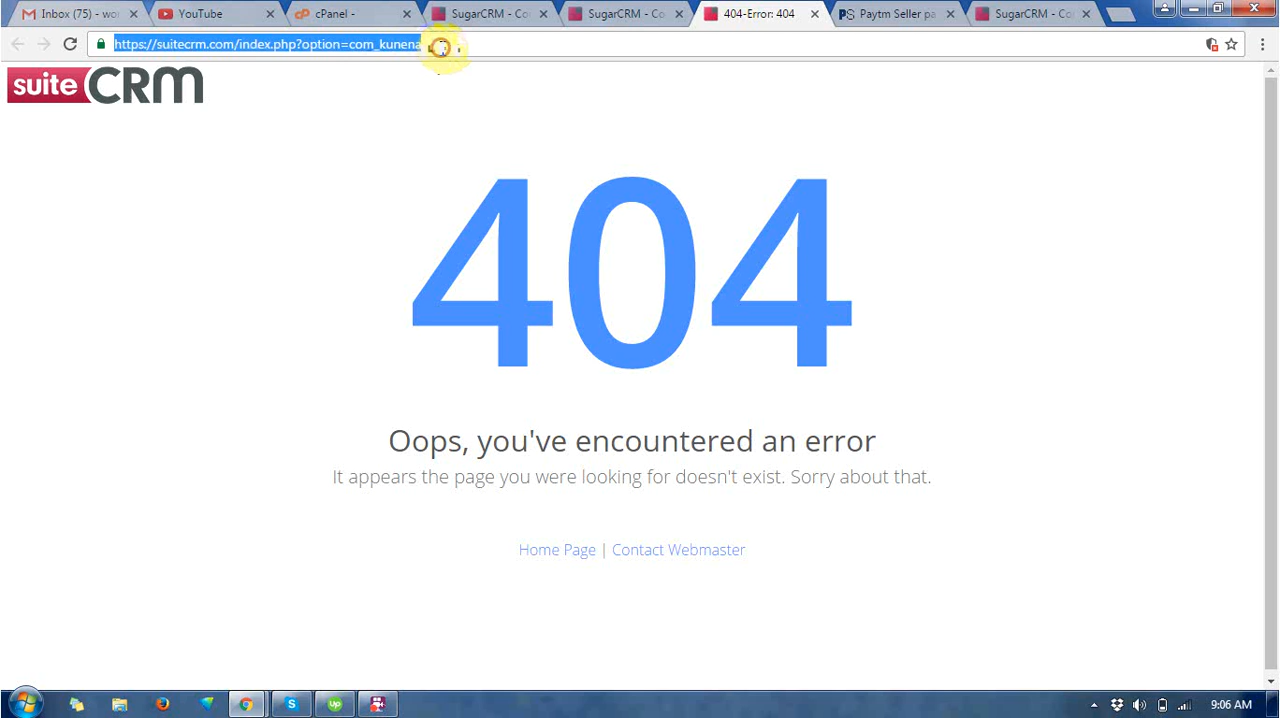 Inbox (75) - wor
YouTube
cPanel -
SugarCRM - Co
SugarCRM - Co
404-Error: 404
Paytm Seller pa
SugarCRM - Co
https://suitecrm.com/index.php?option=com_kunena
suite CRM
404
Oops, you've encountered an error
It appears the page you were looking for doesn't exist. Sorry about that.
Home Page | Contact Webmaster
9:06 AM